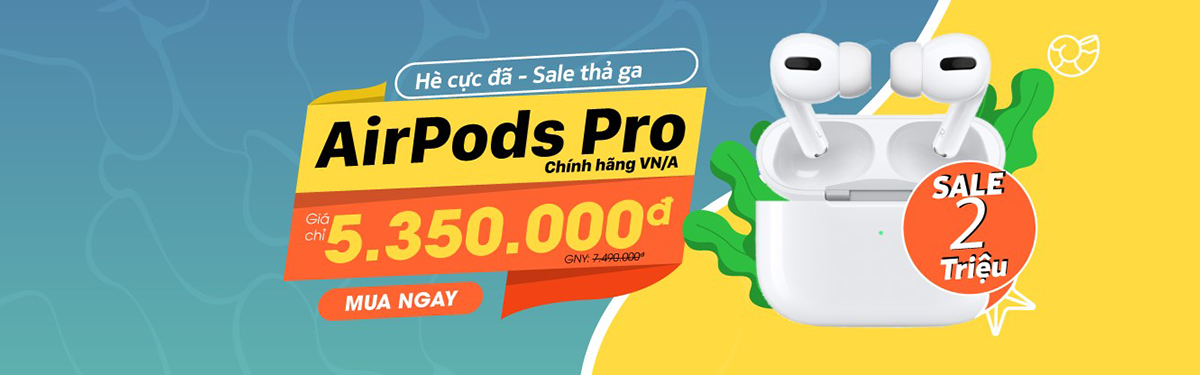 Hè cực đã - Sale thả ga
AirPods Pro
Chính hãng VN/A
Giá
chỉ
5.350.000đ
GNY: 7.490.000đ
MUA NGAY
SALE
2
Triệu